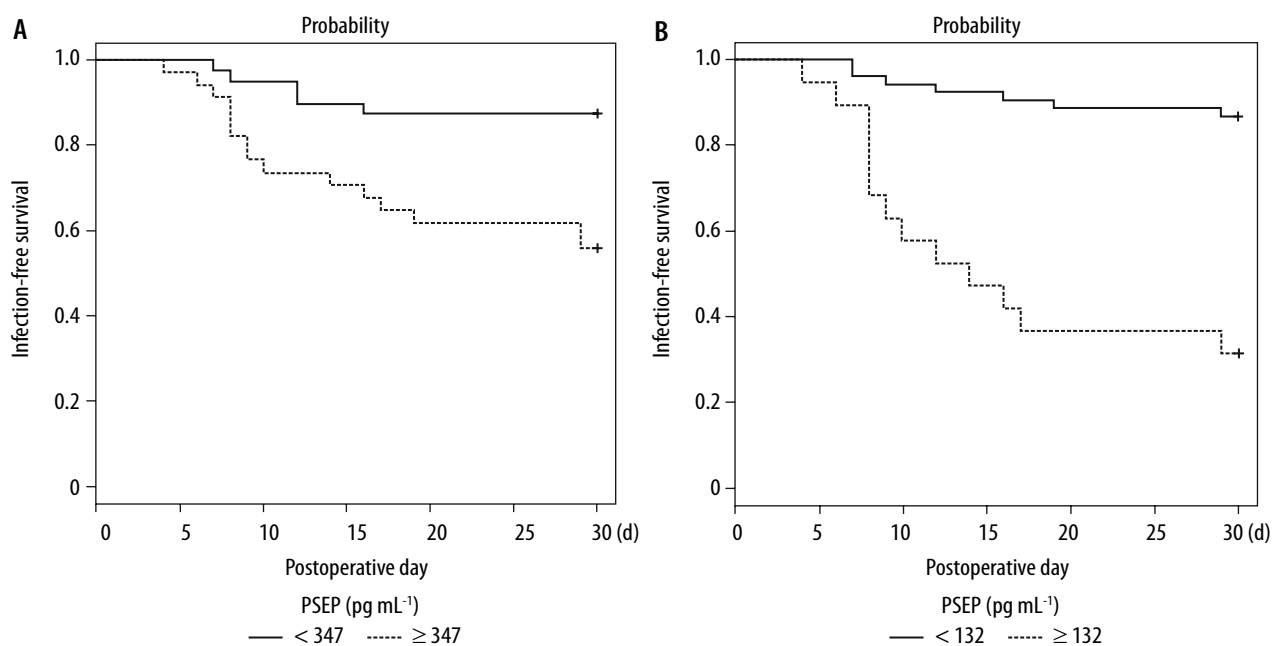 A
Probability
1.0
0.8
0.6
0.4
0.2
0
Infection-free survival
0 5 10 15 20 25 30 (d)
Postoperative day
PSEP (pg mL⁻¹)
< 347 ≥ 347
B
Probability
1.0
0.8
0.6
0.4
0.2
0
Infection-free survival
0 5 10 15 20 25 30 (d)
Postoperative day
PSEP (pg mL⁻¹)
< 132 ≥ 132